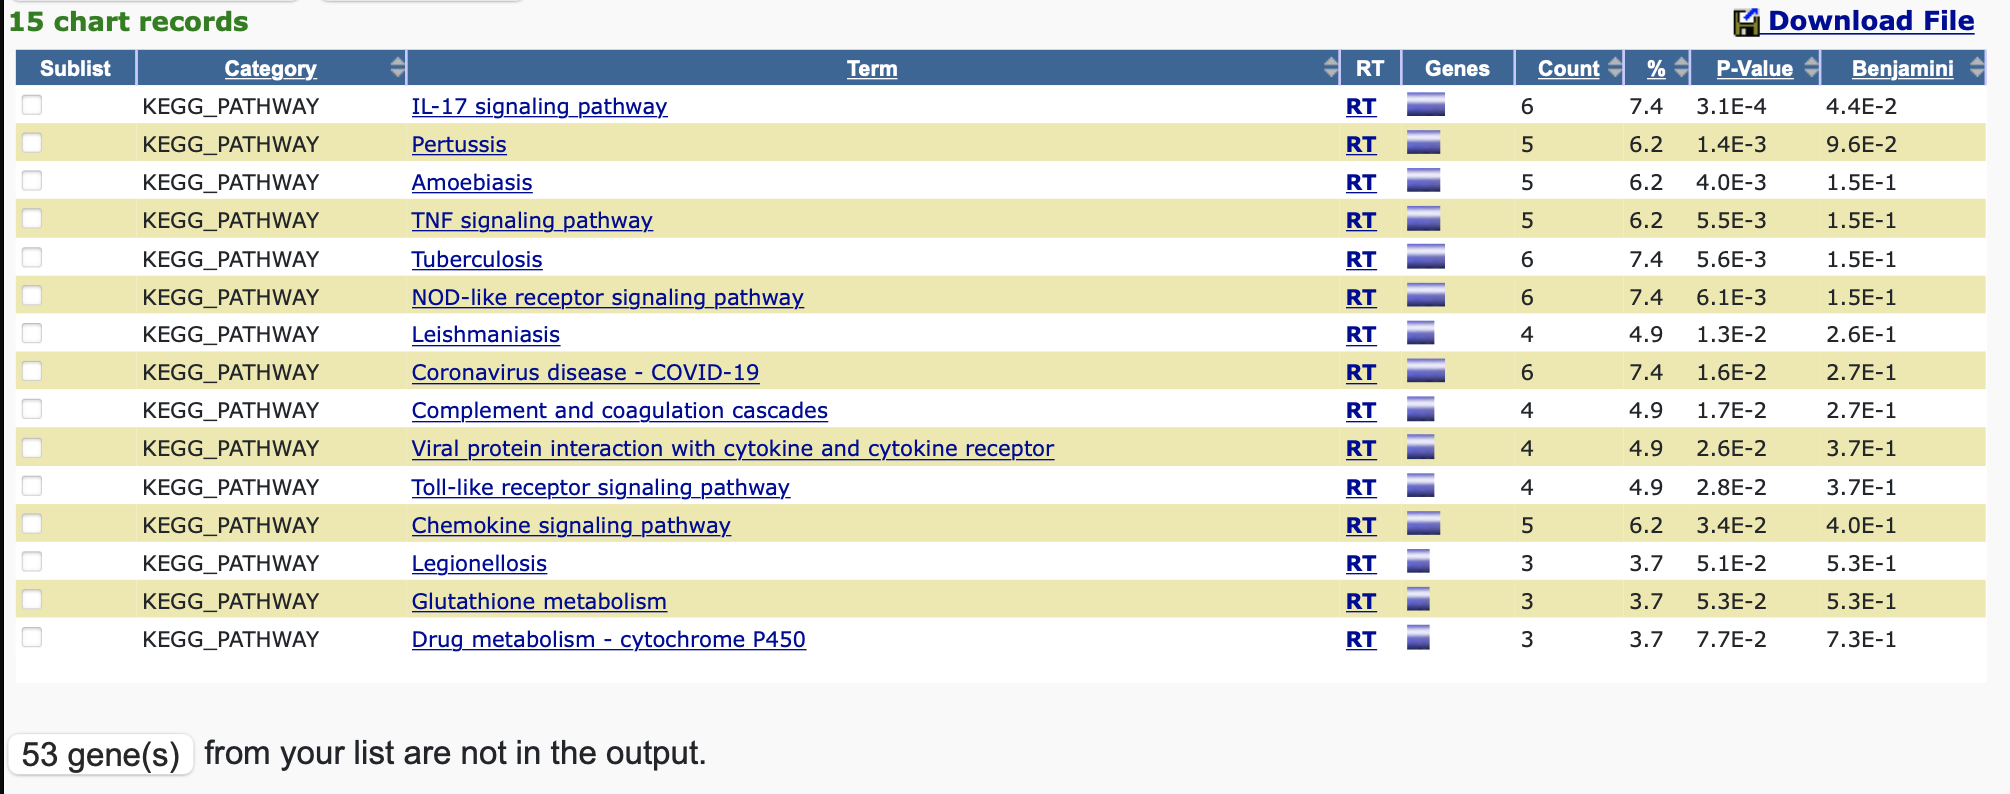 15 chart records Download File
Sublist Category Term RT Genes Count % P-Value Benjamini
KEGG_PATHWAY IL-17 signaling pathway RT 6 7.4 3.1E-4 4.4E-2
KEGG_PATHWAY Pertussis RT 5 6.2 1.4E-3 9.6E-2
KEGG_PATHWAY Amoebiasis RT 5 6.2 4.0E-3 1.5E-1
KEGG_PATHWAY TNF signaling pathway RT 5 6.2 5.5E-3 1.5E-1
KEGG_PATHWAY Tuberculosis RT 6 7.4 5.6E-3 1.5E-1
KEGG_PATHWAY NOD-like receptor signaling pathway RT 6 7.4 6.1E-3 1.5E-1
KEGG_PATHWAY Leishmaniasis RT 4 4.9 1.3E-2 2.6E-1
KEGG_PATHWAY Coronavirus disease - COVID-19 RT 6 7.4 1.6E-2 2.7E-1
KEGG_PATHWAY Complement and coagulation cascades RT 4 4.9 1.7E-2 2.7E-1
KEGG_PATHWAY Viral protein interaction with cytokine and cytokine receptor RT 4 4.9 2.6E-2 3.7E-1
KEGG_PATHWAY Toll-like receptor signaling pathway RT 4 4.9 2.8E-2 3.7E-1
KEGG_PATHWAY Chemokine signaling pathway RT 5 6.2 3.4E-2 4.0E-1
KEGG_PATHWAY Legionellosis RT 3 3.7 5.1E-2 5.3E-1
KEGG_PATHWAY Glutathione metabolism RT 3 3.7 5.3E-2 5.3E-1
KEGG_PATHWAY Drug metabolism - cytochrome P450 RT 3 3.7 7.7E-2 7.3E-1
53 gene(s) from your list are not in the output.